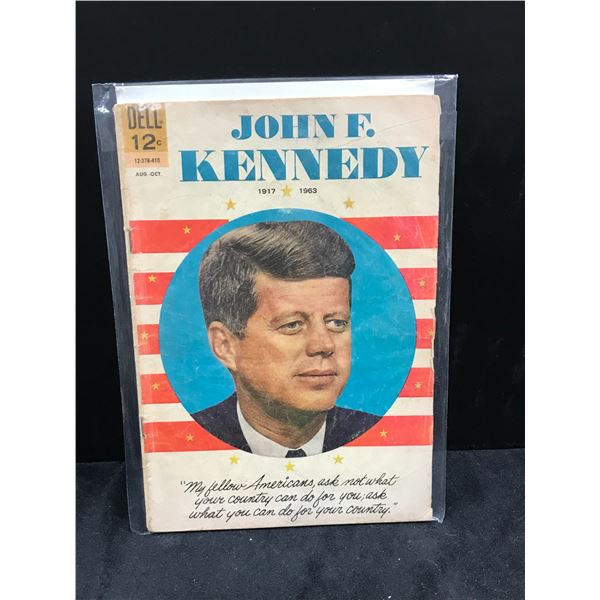 DELL
12c
12-378-410
AUG.-OCT.
JOHN F.
KENNEDY
1917 1963
"My fellow Americans, ask not what
your country can do for you; ask
what you can do for your country."